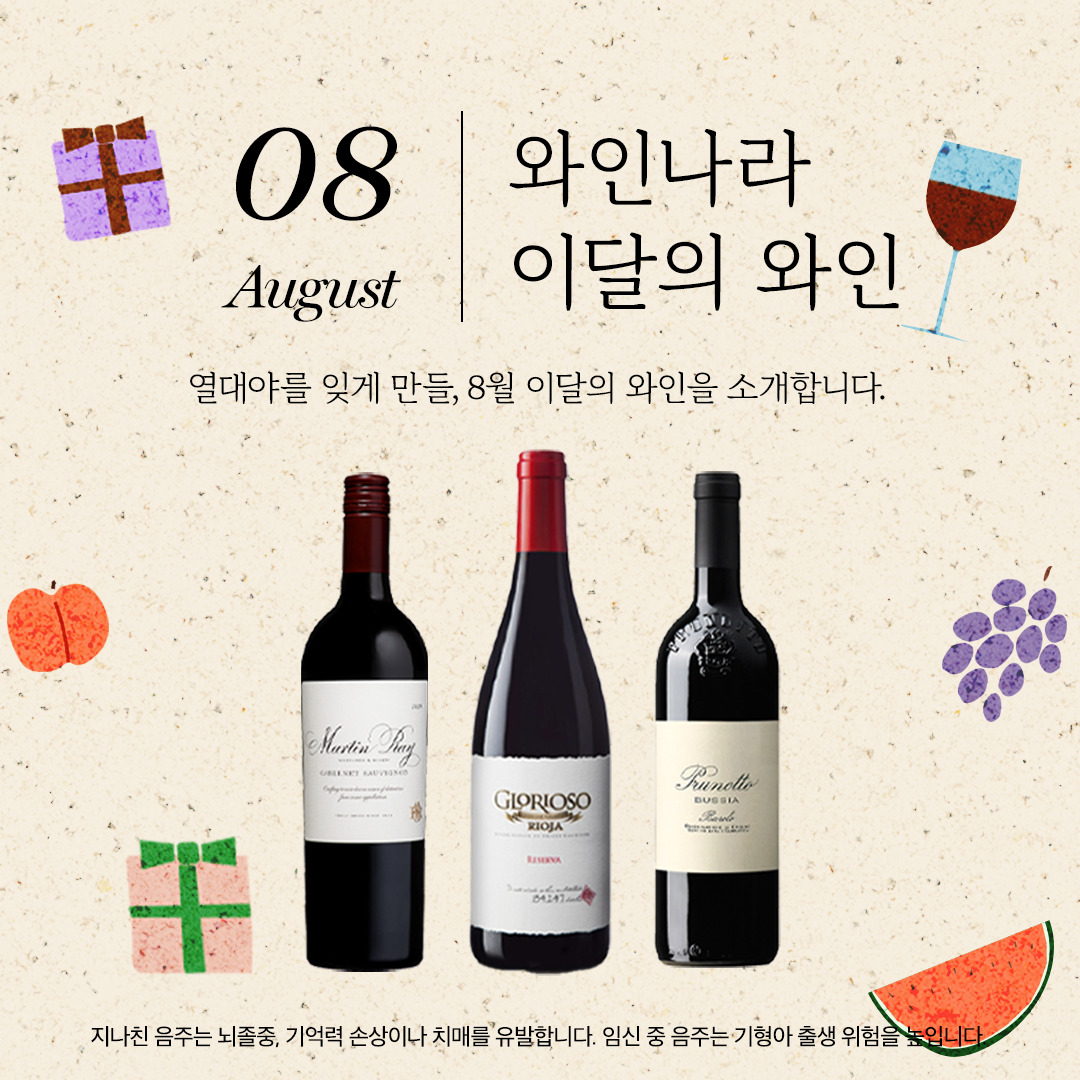 08
August
와인나라
이달의 와인
열대야를 잊게 만들, 8월 이달의 와인을 소개합니다.
Martin Ray
CABERNET SAUVIGNON
GLORIOSO
RIOJA
RESERVA
PRUNOTTO
Prunotto
BUSSIA
Barolo
지나친 음주는 뇌졸중, 기억력 손상이나 치매를 유발합니다. 임신 중 음주는 기형아 출생 위험을 높입니다.